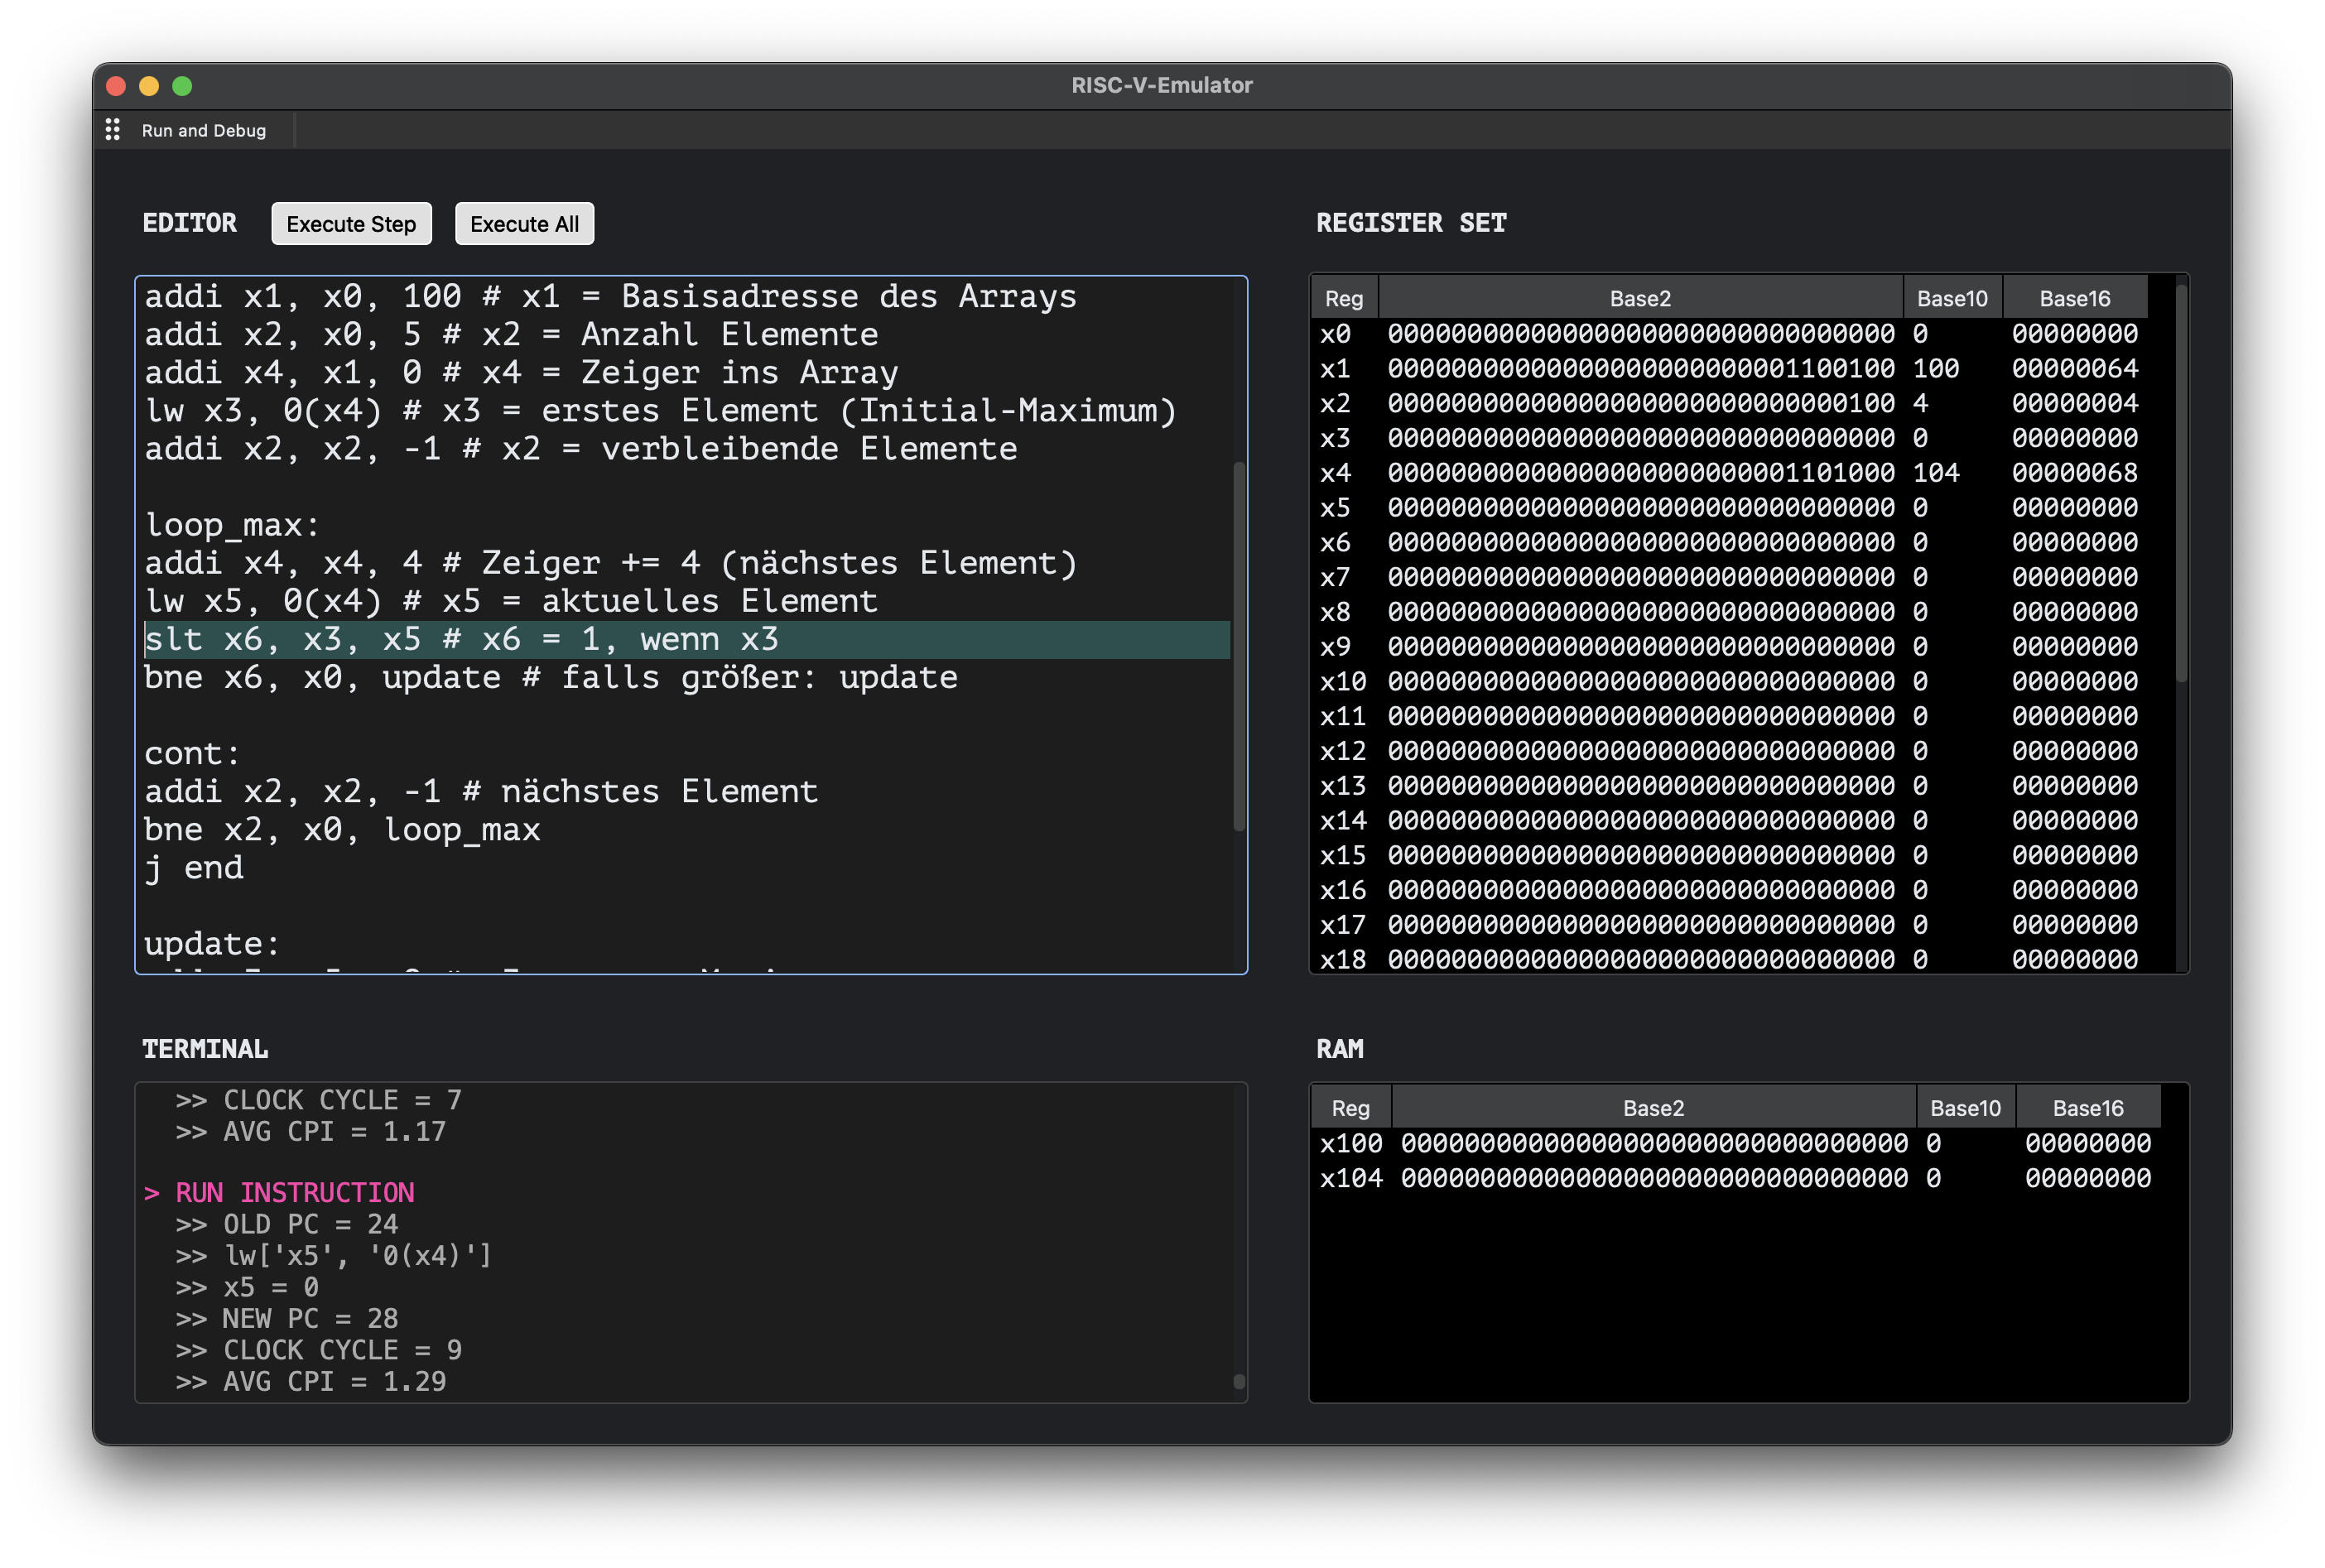 RISC-V-Emulator
Run and Debug
EDITOR
Execute Step
Execute All
addi x1, x0, 100 # x1 = Basisadresse des Arrays
addi x2, x0, 5 # x2 = Anzahl Elemente
addi x4, x1, 0 # x4 = Zeiger ins Array
lw x3, 0(x4) # x3 = erstes Element (Initial-Maximum)
addi x2, x2, -1 # x2 = verbleibende Elemente
loop_max:
addi x4, x4, 4 # Zeiger += 4 (nächstes Element)
lw x5, 0(x4) # x5 = aktuelles Element
slt x6, x3, x5 # x6 = 1, wenn x3
bne x6, x0, update # falls größer: update
cont:
addi x2, x2, -1 # nächstes Element
bne x2, x0, loop_max
j end
update:
REGISTER SET
Reg Base2 Base10 Base16
x0 00000000000000000000000000000000 0 00000000
x1 00000000000000000000000001100100 100 00000064
x2 00000000000000000000000000000100 4 00000004
x3 00000000000000000000000000000000 0 00000000
x4 00000000000000000000000001101000 104 00000068
x5 00000000000000000000000000000000 0 00000000
x6 00000000000000000000000000000000 0 00000000
x7 00000000000000000000000000000000 0 00000000
x8 00000000000000000000000000000000 0 00000000
x9 00000000000000000000000000000000 0 00000000
x10 00000000000000000000000000000000 0 00000000
x11 00000000000000000000000000000000 0 00000000
x12 00000000000000000000000000000000 0 00000000
x13 00000000000000000000000000000000 0 00000000
x14 00000000000000000000000000000000 0 00000000
x15 00000000000000000000000000000000 0 00000000
x16 00000000000000000000000000000000 0 00000000
x17 00000000000000000000000000000000 0 00000000
x18 00000000000000000000000000000000 0 00000000
TERMINAL
>> CLOCK CYCLE = 7
>> AVG CPI = 1.17
> RUN INSTRUCTION
>> OLD PC = 24
>> lw['x5', '0(x4)']
>> x5 = 0
>> NEW PC = 28
>> CLOCK CYCLE = 9
>> AVG CPI = 1.29
RAM
Reg Base2 Base10 Base16
x100 00000000000000000000000000000000 0 00000000
x104 00000000000000000000000000000000 0 00000000